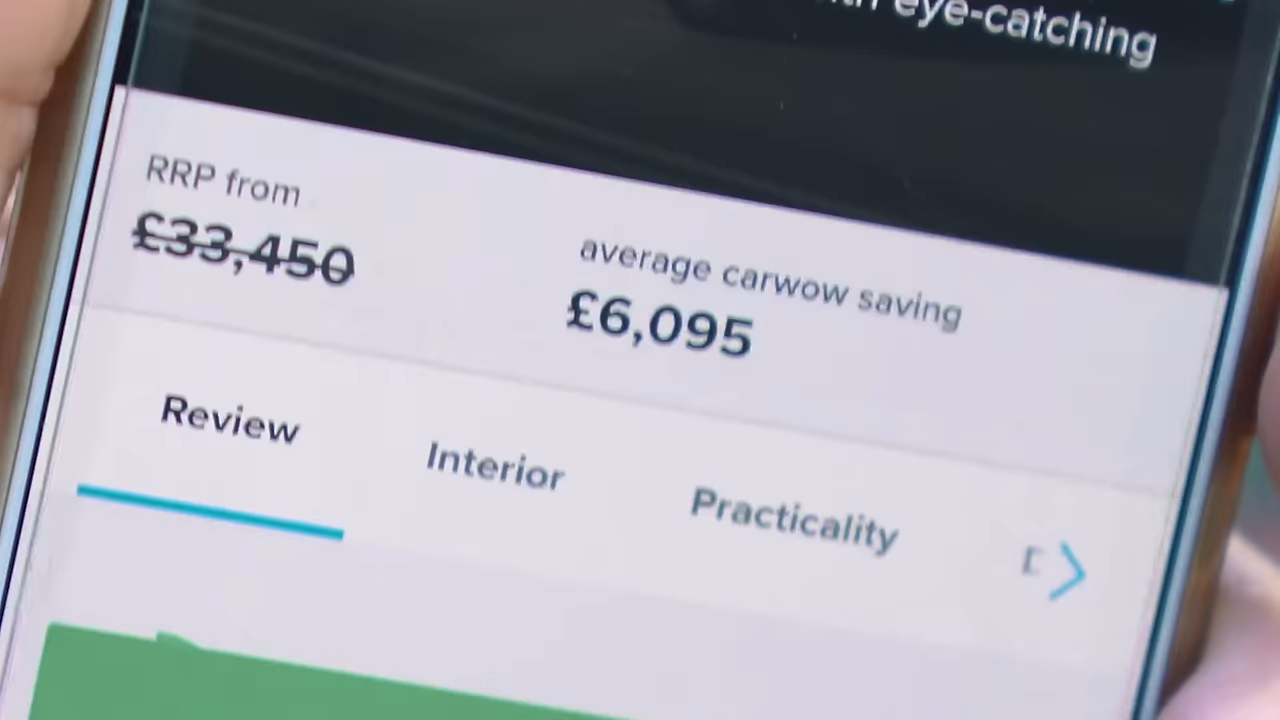 eye-catching
RRP from
£33,450
average carwow saving
£6,095
Review
Interior
Practicality